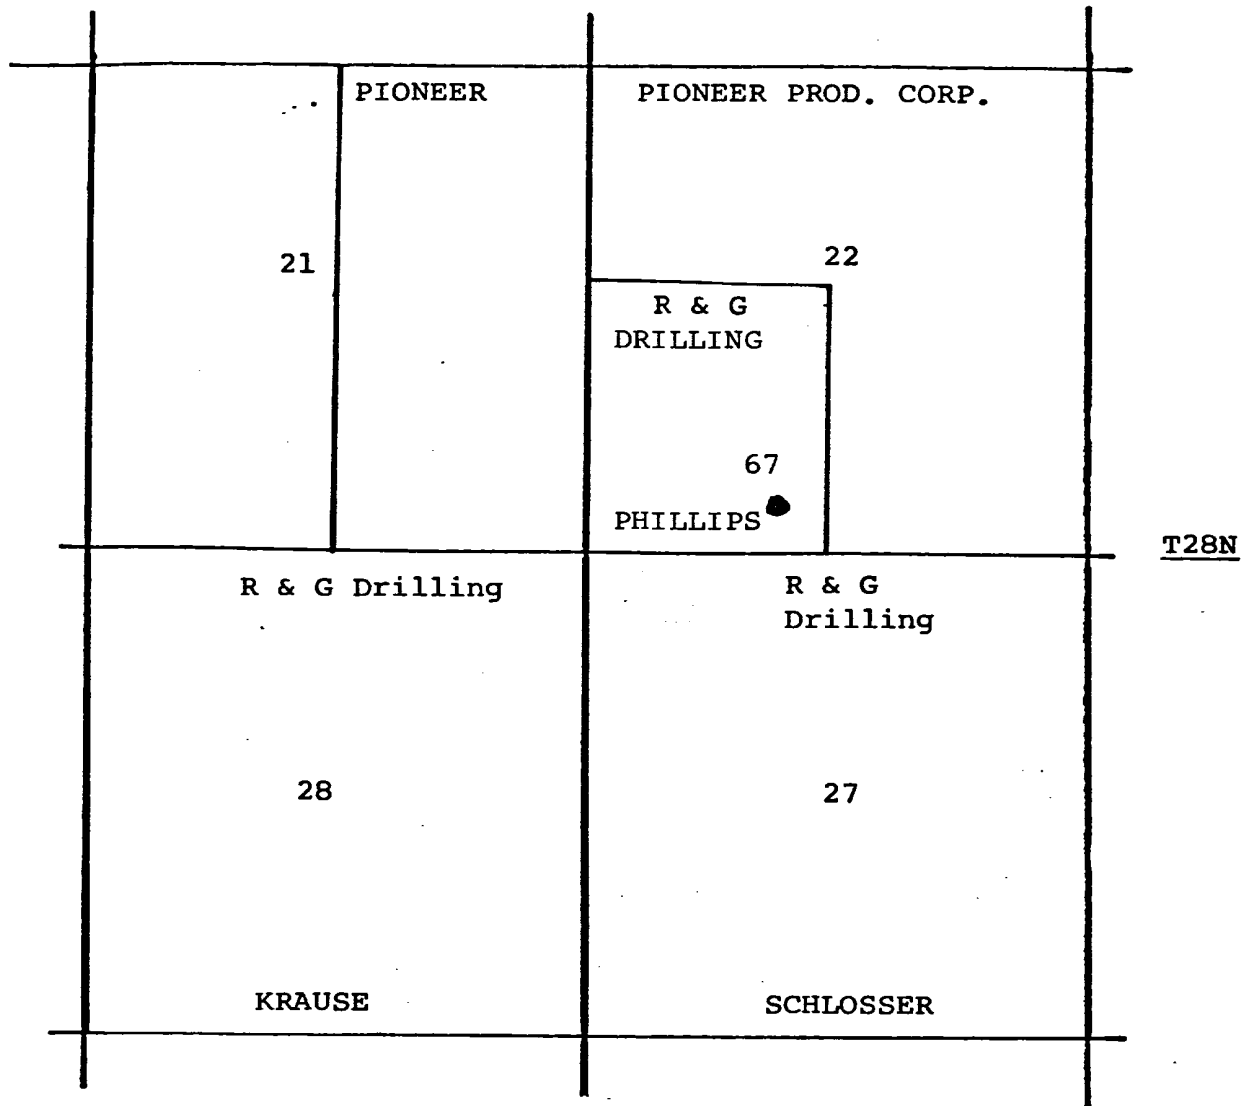 PIONEER
PIONEER PROD. CORP.
21
22
R & G
DRILLING
67
PHILLIPS
T28N
R & G Drilling
R & G
Drilling
28
27
KRAUSE
SCHLOSSER